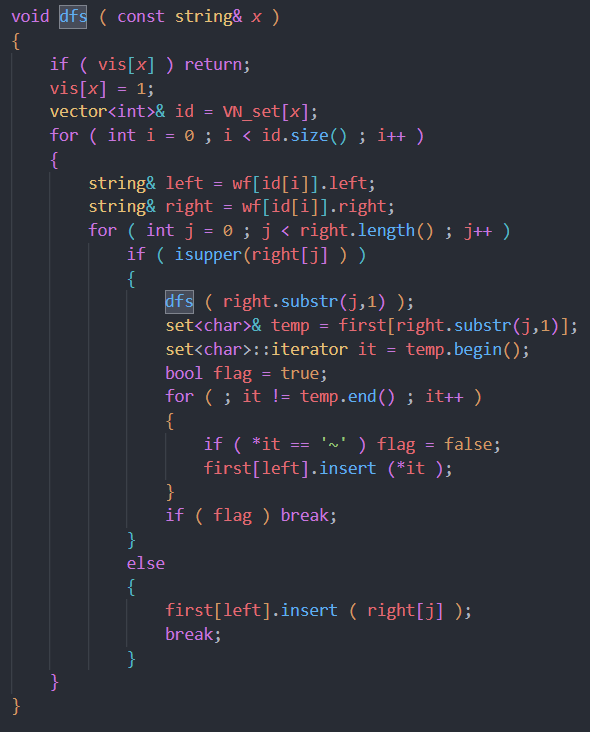 void dfs ( const string& x )
{
    if ( vis[x] ) return;
    vis[x] = 1;
    vector<int>& id = VN_set[x];
    for ( int i = 0 ; i < id.size() ; i++ )
    {
        string& left = wf[id[i]].left;
        string& right = wf[id[i]].right;
        for ( int j = 0 ; j < right.length() ; j++ )
            if ( isupper(right[j] ) )
            {
                dfs ( right.substr(j,1) );
                set<char>& temp = first[right.substr(j,1)];
                set<char>::iterator it = temp.begin();
                bool flag = true;
                for ( ; it != temp.end() ; it++ )
                {
                    if ( *it == '~' ) flag = false;
                    first[left].insert (*it );
                }
                if ( flag ) break;
            }
            else
            {
                first[left].insert ( right[j] );
                break;
            }
    }
}